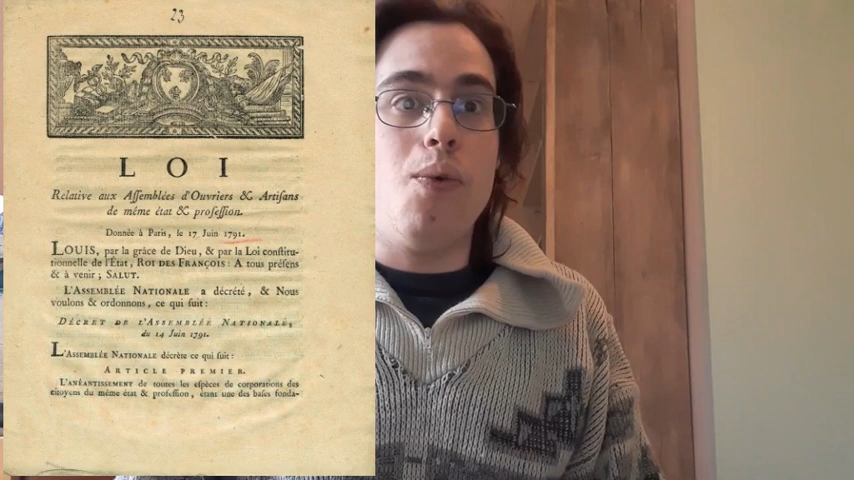 23
LOI
Relative aux Assemblées d'Ouvriers & Artisans
de même état & profession.
Donnée à Paris, le 17 Juin 1791.
LOUIS, par la grâce de Dieu, & par la Loi constitu-
tionnelle de l'État, ROI DES FRANÇOIS: A tous présens
& à venir; SALUT.
L'ASSEMBLÉE NATIONALE a décrété, & Nous
voulons & ordonnons, ce qui suit:
DÉCRET DE L'ASSEMBLÉE NATIONALE,
du 14 Juin 1791.
L'ASSEMBLÉE NATIONALE décrète ce qui suit:
ARTICLE PREMIER.
L'ANÉANTISSEMENT de toutes les espèces de corporations des
citoyens du même état & profession, étant une des bases fonda-